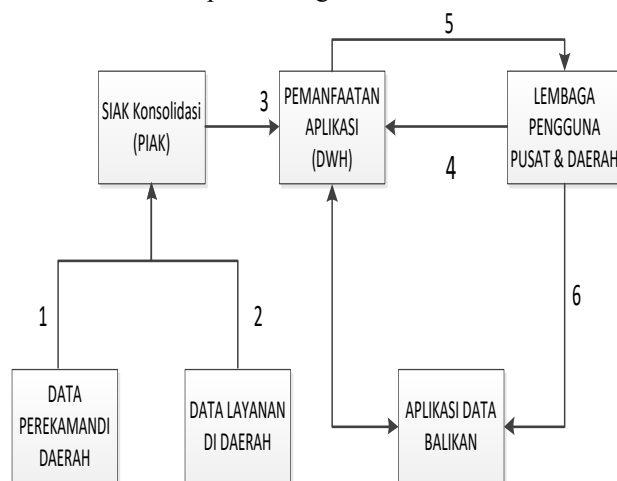 5
SIAK Konsolidasi
(PIAK)
3
PEMANFAATAN
APLIKASI
(DWH)
LEMBAGA
PENGGUNA
PUSAT & DAERAH
4
1
2
6
DATA
PEREKAMANDI
DAERAH
DATA LAYANAN
DI DAERAH
APLIKASI DATA
BALIKAN